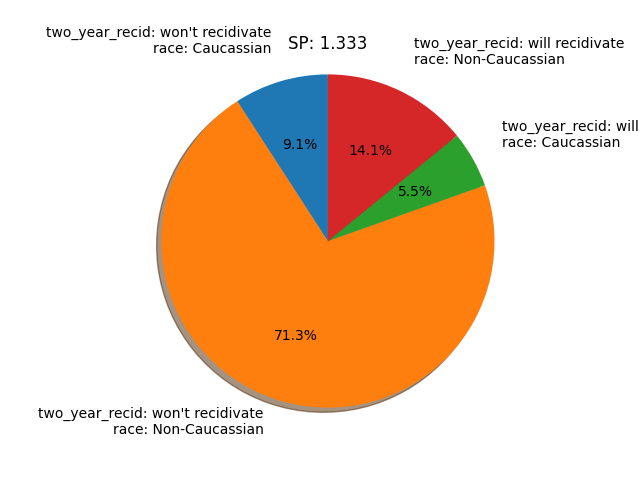 two_year_recid: won't recidivate
race: Caucassian
SP: 1.333
two_year_recid: will recidivate
race: Non-Caucassian
two_year_recid: will
race: Caucassian
9.1%
14.1%
5.5%
71.3%
two_year_recid: won't recidivate
race: Non-Caucassian